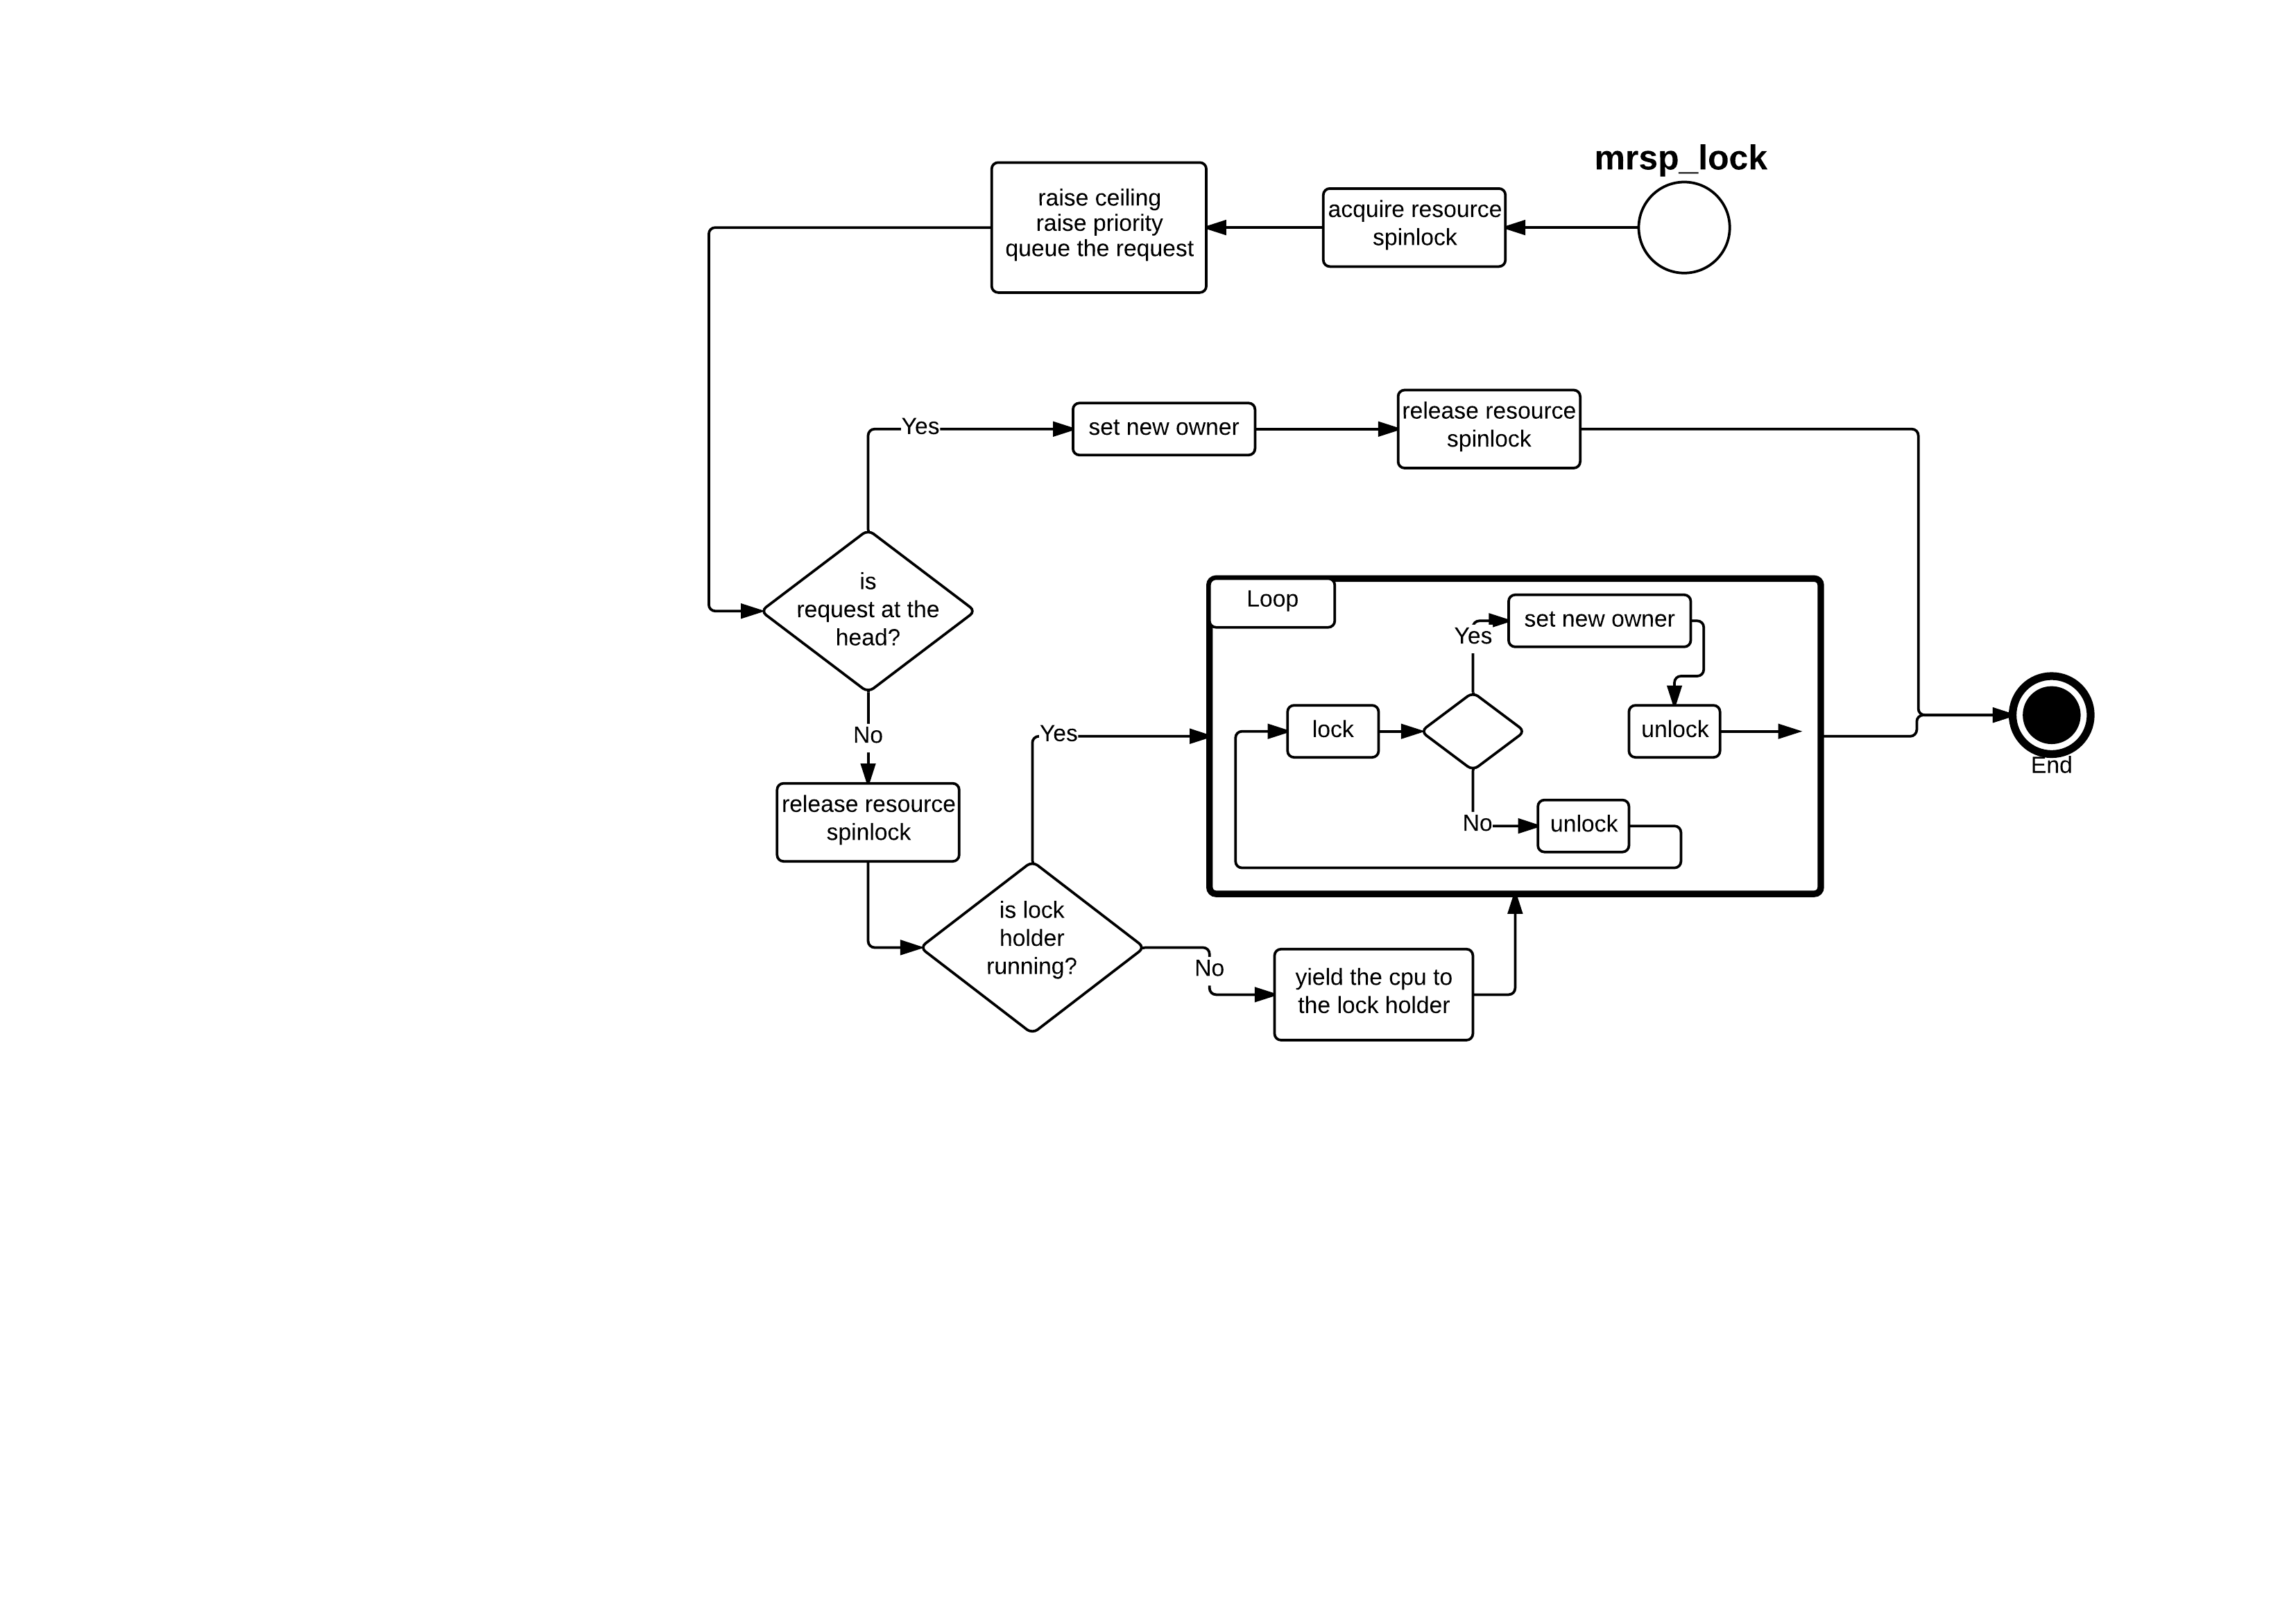 mrsp_lock
acquire resource
spinlock
raise ceiling
raise priority
queue the request
is
request at the
head?
Yes
set new owner
release resource
spinlock
No
release resource
spinlock
is lock
holder
running?
Yes
No
yield the cpu to
the lock holder
Loop
lock
Yes
set new owner
unlock
No
unlock
End